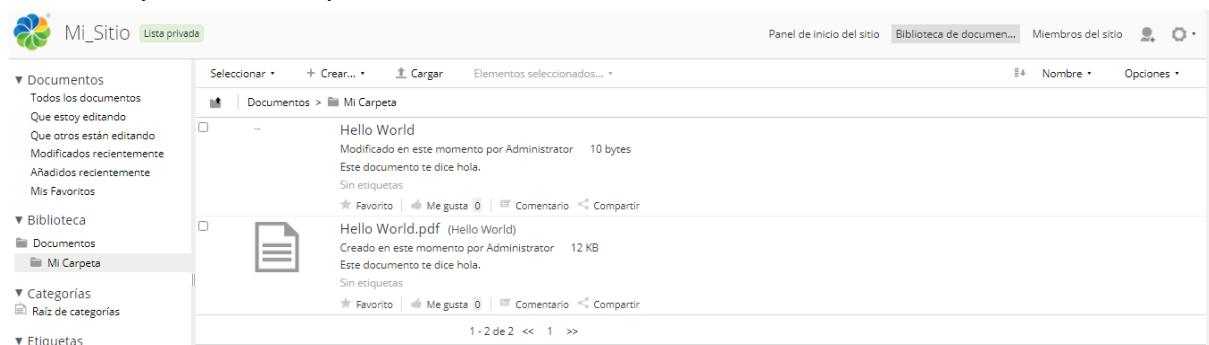 Mi_Sitio Lista privada
Panel de inicio del sitio Biblioteca de documen... Miembros del sitio
Documentos
Todos los documentos
Que estoy editando
Que otros están editando
Modificados recientemente
Añadidos recientemente
Mis Favoritos
Biblioteca
Documentos
Mi Carpeta
Categorías
Raíz de categorías
Etiquetas
Seleccionar + Crear... Cargar Elementos seleccionados... Nombre Opciones
Documentos > Mi Carpeta
Hello World
Modificado en este momento por Administrator 10 bytes
Este documento te dice hola.
Sin etiquetas
Favorito Me gusta 0 Comentario Compartir
Hello World.pdf (Hello World)
Creado en este momento por Administrator 12 KB
Este documento te dice hola.
Sin etiquetas
Favorito Me gusta 0 Comentario Compartir
1 - 2 de 2 << 1 >>